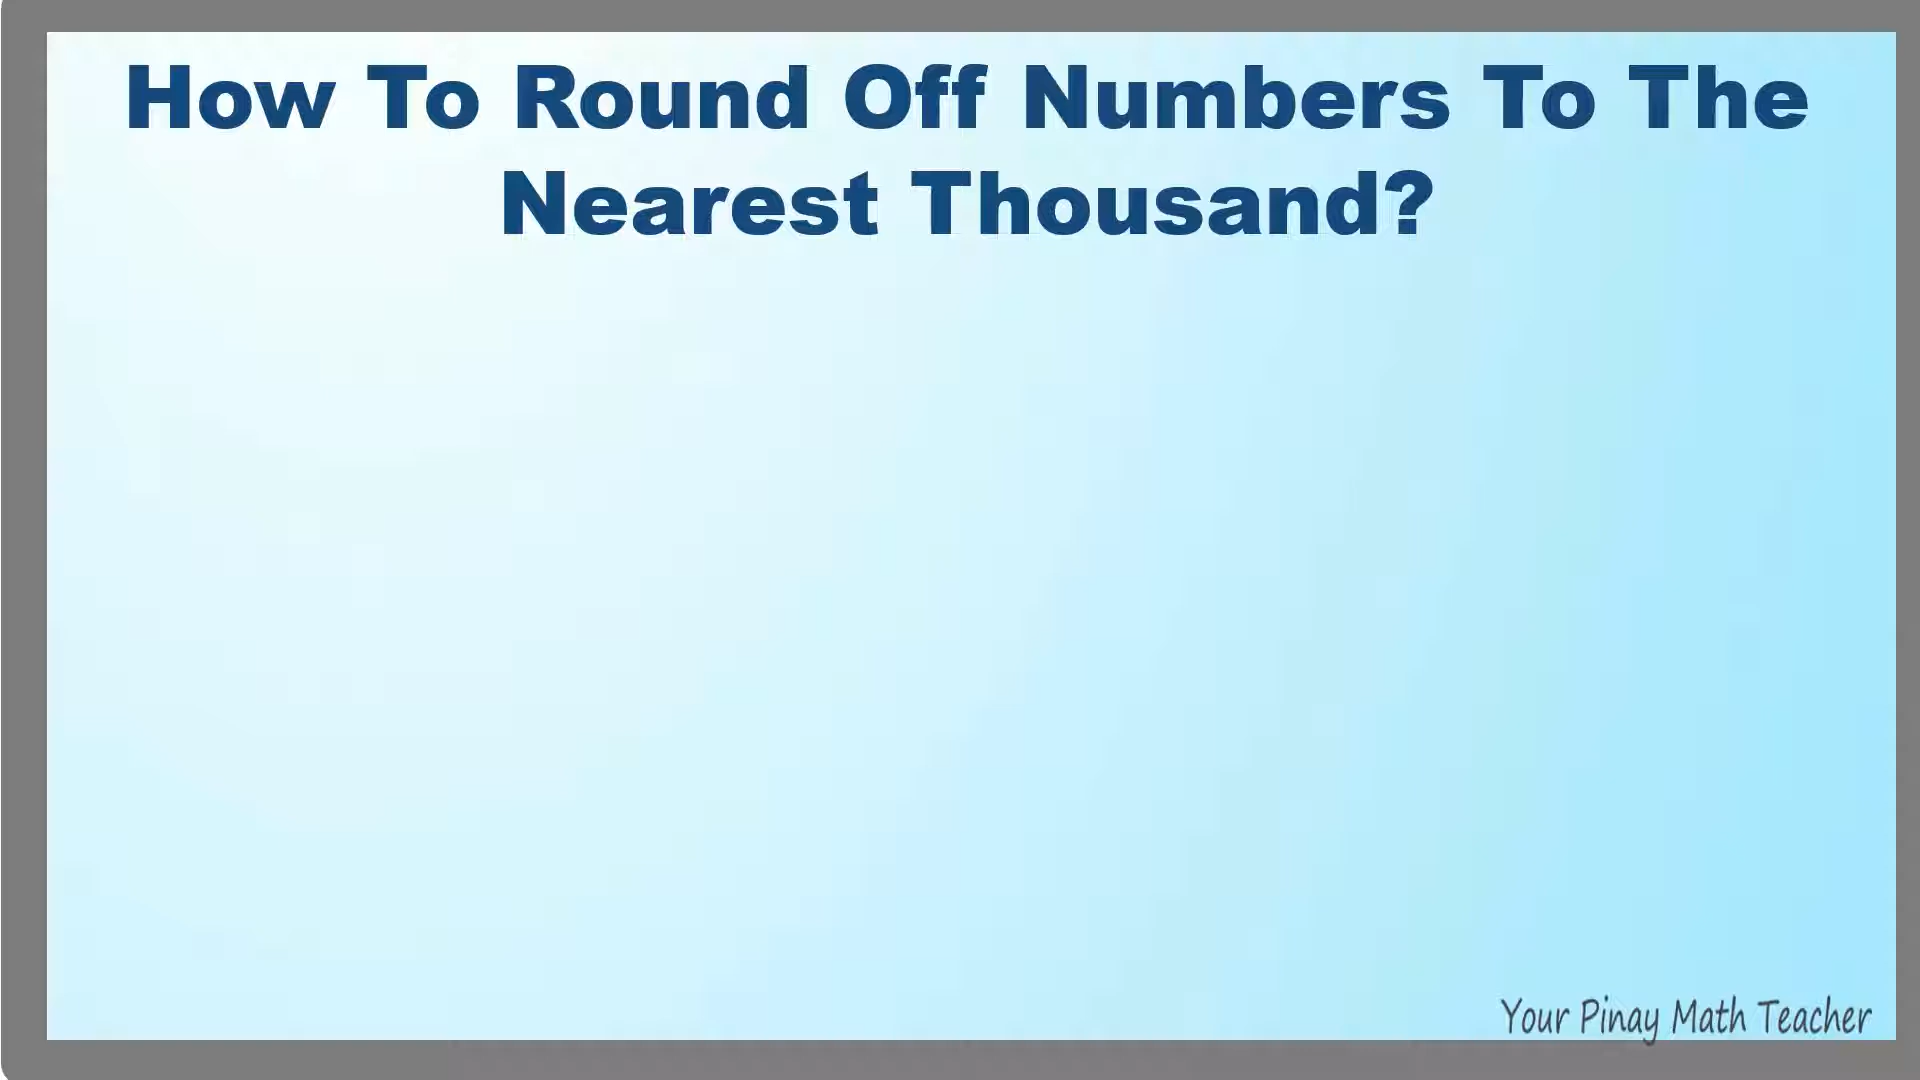 How To Round Off Numbers To The
Nearest Thousand?
Your Pinay Math Teacher